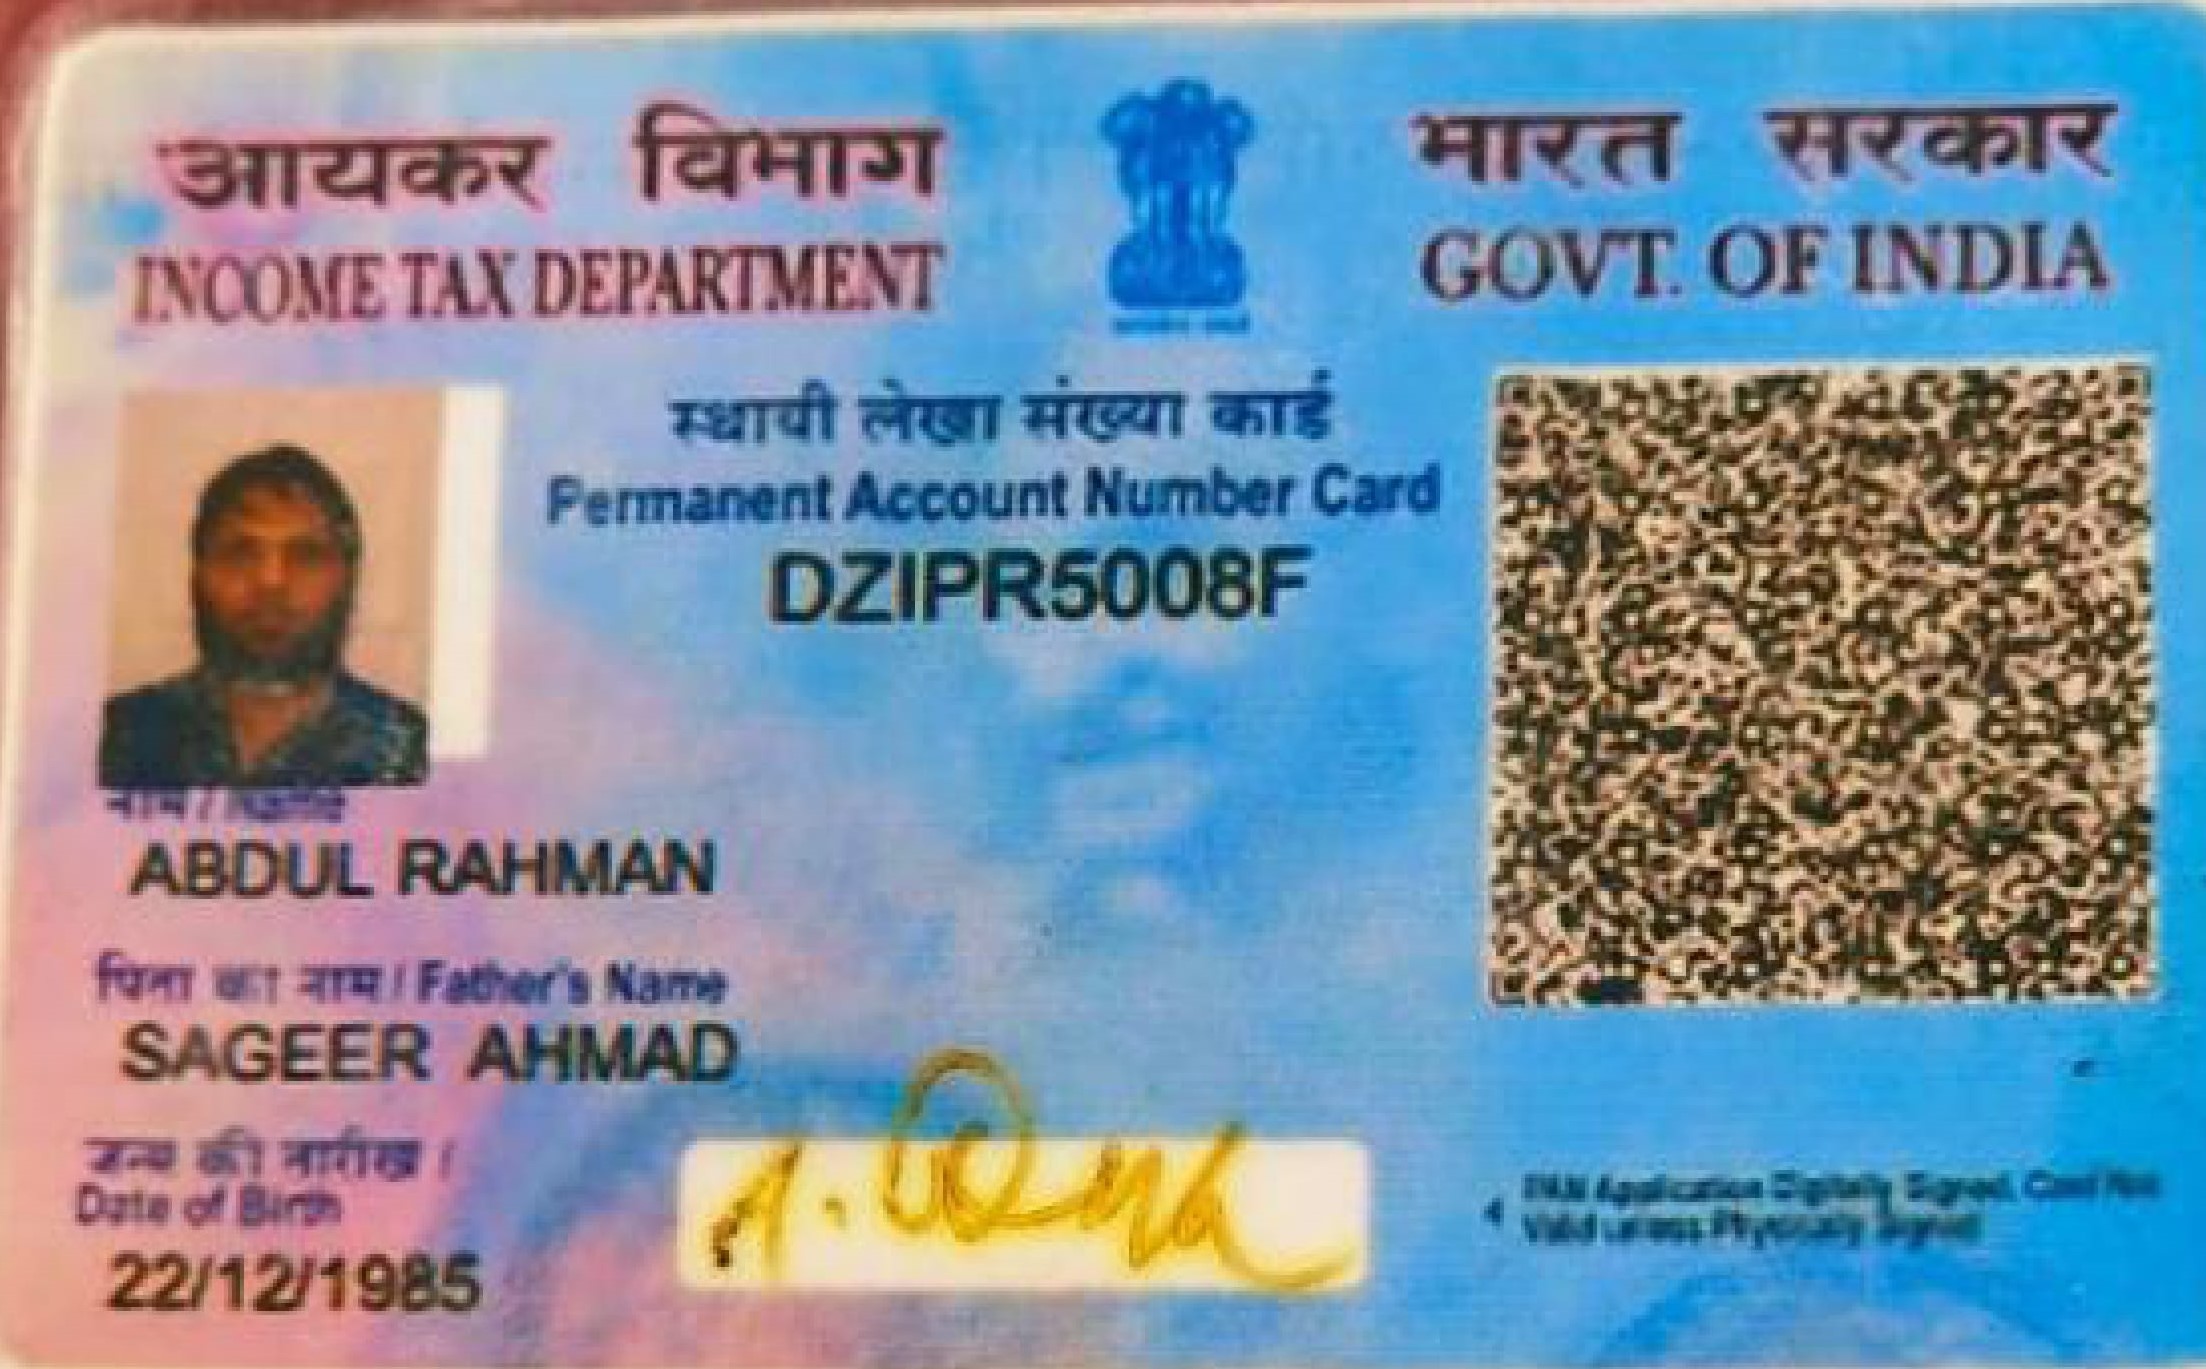 आयकर विभाग
INCOME TAX DEPARTMENT
भारत सरकार
GOVT. OF INDIA
स्थायी लेखा संख्या कार्ड
Permanent Account Number Card
DZIPR5008F
नाम / Name
ABDUL RAHMAN
पिता का नाम / Father's Name
SAGEER AHMAD
जन्म की तारीख /
Date of Birth
22/12/1985
PAN Application Digitally Signed, Card Not
Valid unless Physically Signed